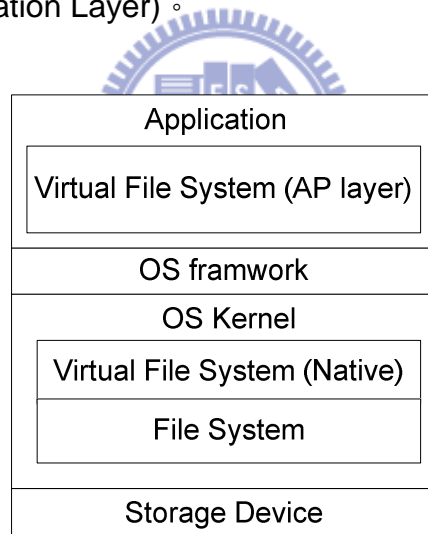 ation Layer)。
Application
Virtual File System (AP layer)
OS framwork
OS Kernel
Virtual File System (Native)
File System
Storage Device